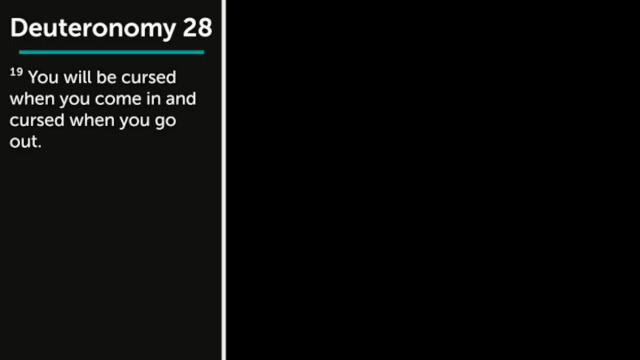 Deuteronomy 28
19 You will be cursed
when you come in and
cursed when you go
out.